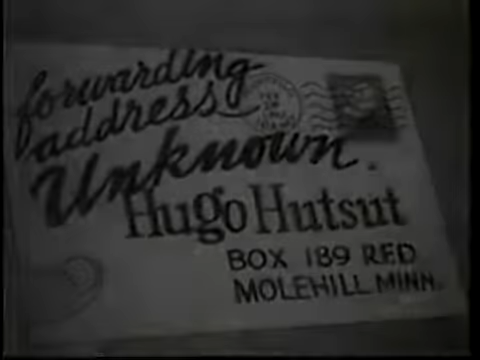 forwarding
address
Unknown.
Hugo Hutsut
BOX 189 RED
MOLEHILL MINN.